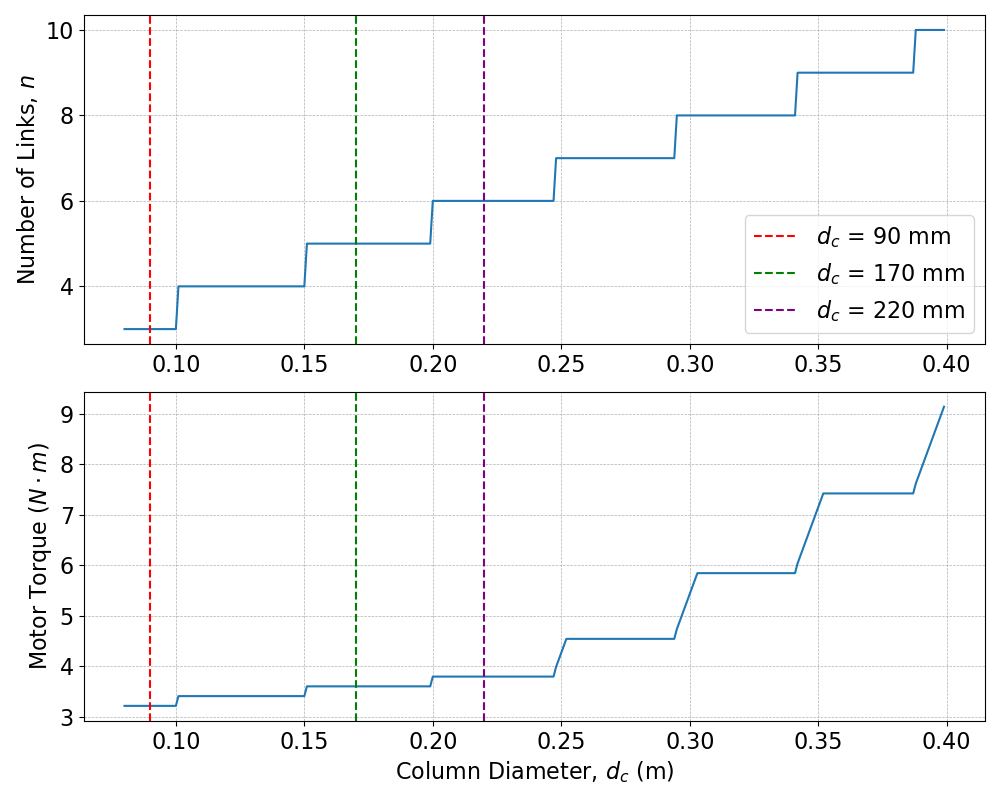 Number of Links, n
10
8
6
4
d_c = 90 mm
d_c = 170 mm
d_c = 220 mm
0.10 0.15 0.20 0.25 0.30 0.35 0.40
Motor Torque (N · m)
9
8
7
6
5
4
3
0.10 0.15 0.20 0.25 0.30 0.35 0.40
Column Diameter, d_c (m)